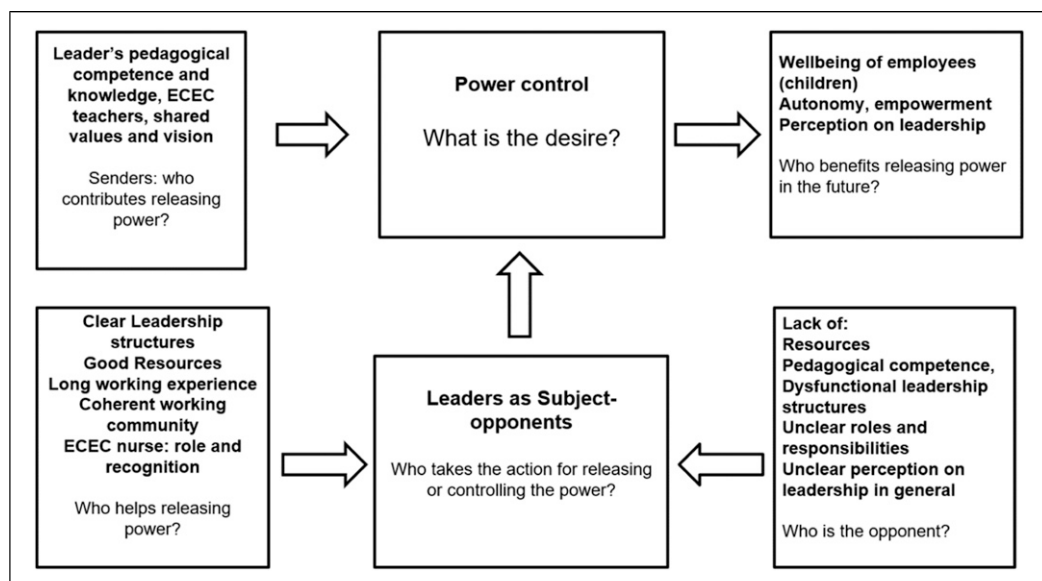 Leader's pedagogical
competence and
knowledge, ECEC
teachers, shared
values and vision
Senders: who
contributes releasing
power?
Power control
What is the desire?
Wellbeing of employees
(children)
Autonomy, empowerment
Perception on leadership
Who benefits releasing power
in the future?
Clear Leadership
structures
Good Resources
Long working experience
Coherent working
community
ECEC nurse: role and
recognition
Who helps releasing
power?
Leaders as Subject-
opponents
Who takes the action for releasing
or controlling the power?
Lack of:
Resources
Pedagogical competence,
Dysfunctional leadership
structures
Unclear roles and
responsibilities
Unclear perception on
leadership in general
Who is the opponent?